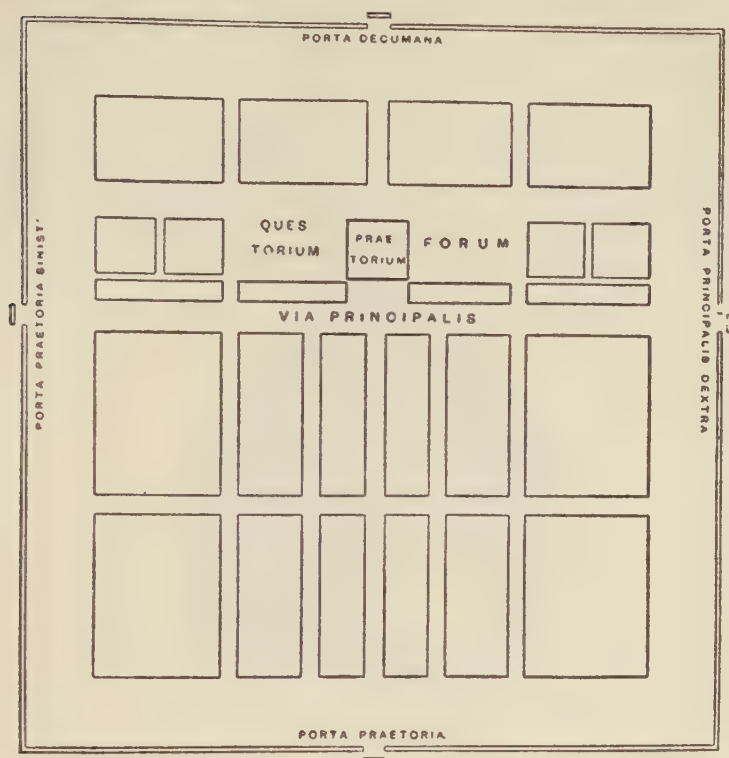 PORTA DECUMANA
QUES
TORIUM
PRAE
TORIUM
FORUM
VIA PRINCIPALIS
PORTA PRAETORIA SINIST'
PORTA PRINCIPALIS DEXTRA
PORTA PRAETORIA